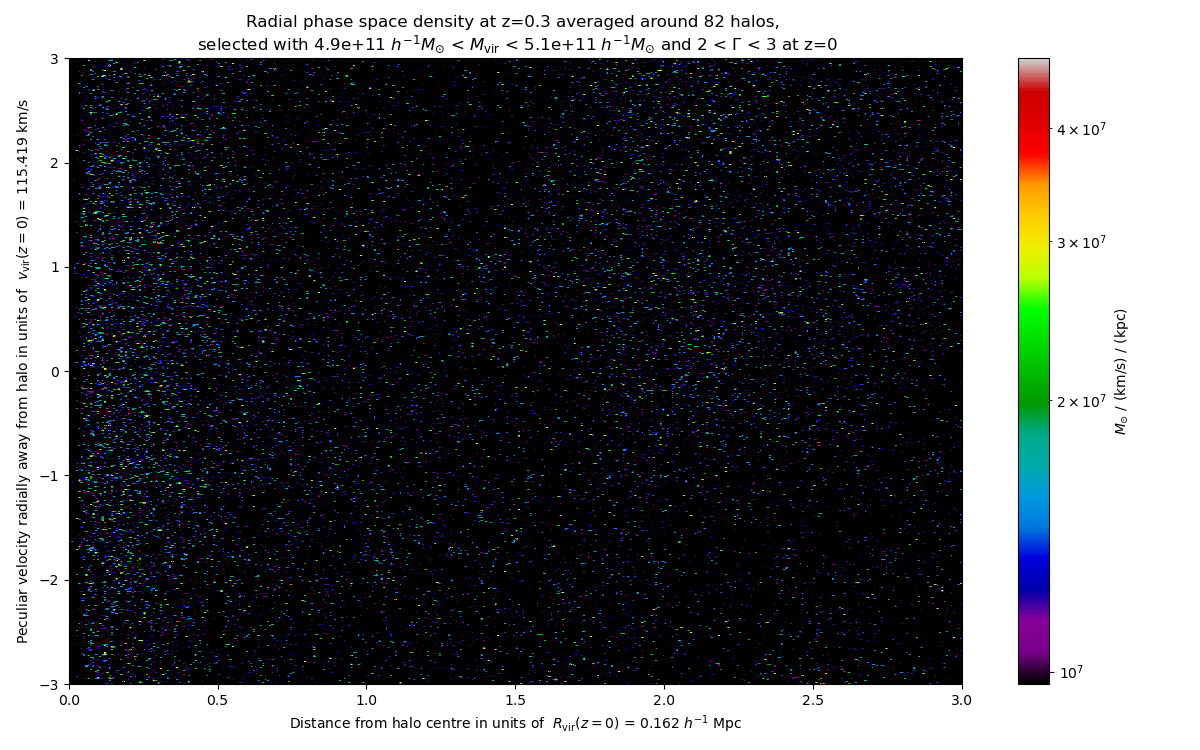 Radial phase space density at z=0.3 averaged around 82 halos,
selected with 4.9e+11 h⁻¹M⊙ < Mvir < 5.1e+11 h⁻¹M⊙ and 2 < Γ < 3 at z=0
Peculiar velocity radially away from halo in units of vvir(z = 0) = 115.419 km/s
3
2
1
0
−1
−2
−3
0.0 0.5 1.0 1.5 2.0 2.5 3.0
Distance from halo centre in units of Rvir(z = 0) = 0.162 h⁻¹ Mpc
4 × 10⁷
3 × 10⁷
2 × 10⁷
10⁷
M⊙ / (km/s) / (kpc)